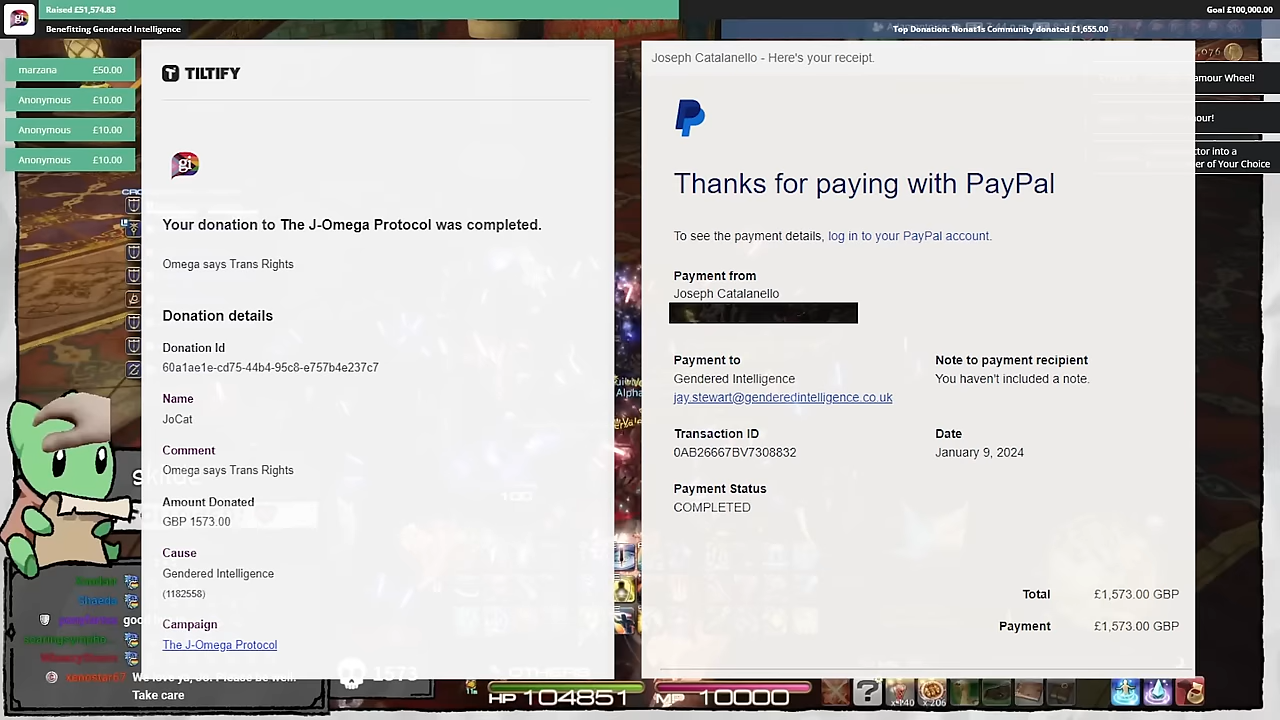 Raised £51,574.83
Goal £100,000.00
Benefitting Gendered Intelligence
Top Donation: Nonat1s Community donated £1,655.00
marzana £50.00
Anonymous £10.00
Anonymous £10.00
Anonymous £10.00
TILTIFY
gi
Your donation to The J-Omega Protocol was completed.
Omega says Trans Rights
Donation details
Donation Id
60a1ae1e-cd75-44b4-95c8-e757b4e237c7
Name
JoCat
Comment
Omega says Trans Rights
Amount Donated
GBP 1573.00
Cause
Gendered Intelligence
(1182558)
Campaign
The J-Omega Protocol
Joseph Catalanello - Here's your receipt.
Thanks for paying with PayPal
To see the payment details, log in to your PayPal account.
Payment from
Joseph Catalanello
Payment to
Gendered Intelligence
jay.stewart@genderedintelligence.co.uk
Note to payment recipient
You haven't included a note.
Transaction ID
0AB26667BV7308832
Date
January 9, 2024
Payment Status
COMPLETED
Total £1,573.00 GBP
Payment £1,573.00 GBP
amour Wheel!
our!
ctor into a
er of Your Choice
xenostar67
Take care
1573
HP 104851
MP 10000
x140
x206